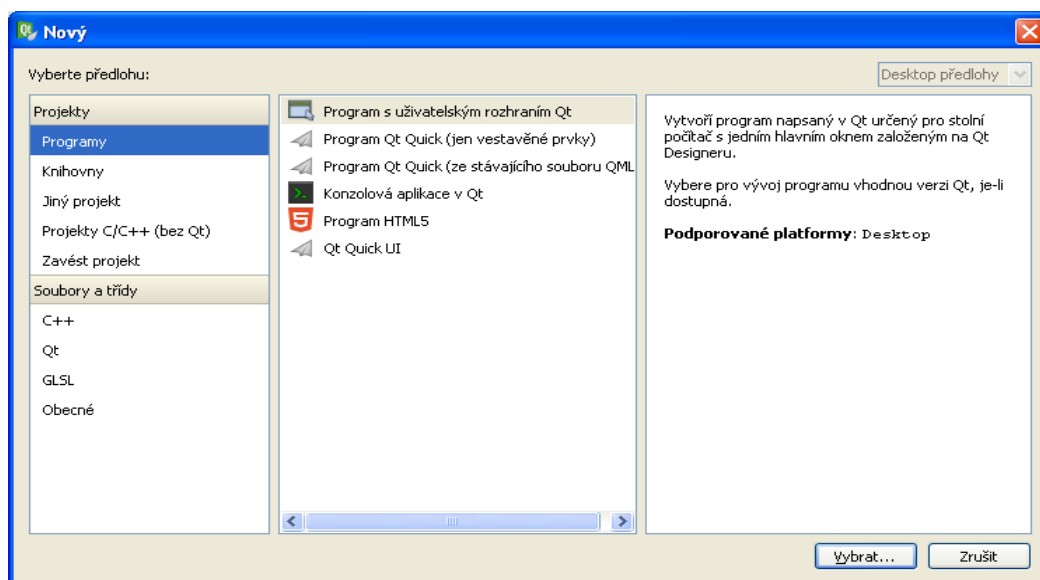 Nový
Vyberte předlohu:
Desktop předlohy
Projekty
Programy
Knihovny
Jiný projekt
Projekty C/C++ (bez Qt)
Zavést projekt
Soubory a třídy
C++
Qt
GLSL
Obecné
Program s uživatelským rozhraním Qt
Program Qt Quick (jen vestavěné prvky)
Program Qt Quick (ze stávajícího souboru QML
Konzolová aplikace v Qt
Program HTML5
Qt Quick UI
Vytvoří program napsaný v Qt určený pro stolní
počítač s jedním hlavním oknem založeným na Qt
Designeru.
Vybere pro vývoj programu vhodnou verzi Qt, je-li
dostupná.
Podporované platformy: Desktop
Vybrat...
Zrušit